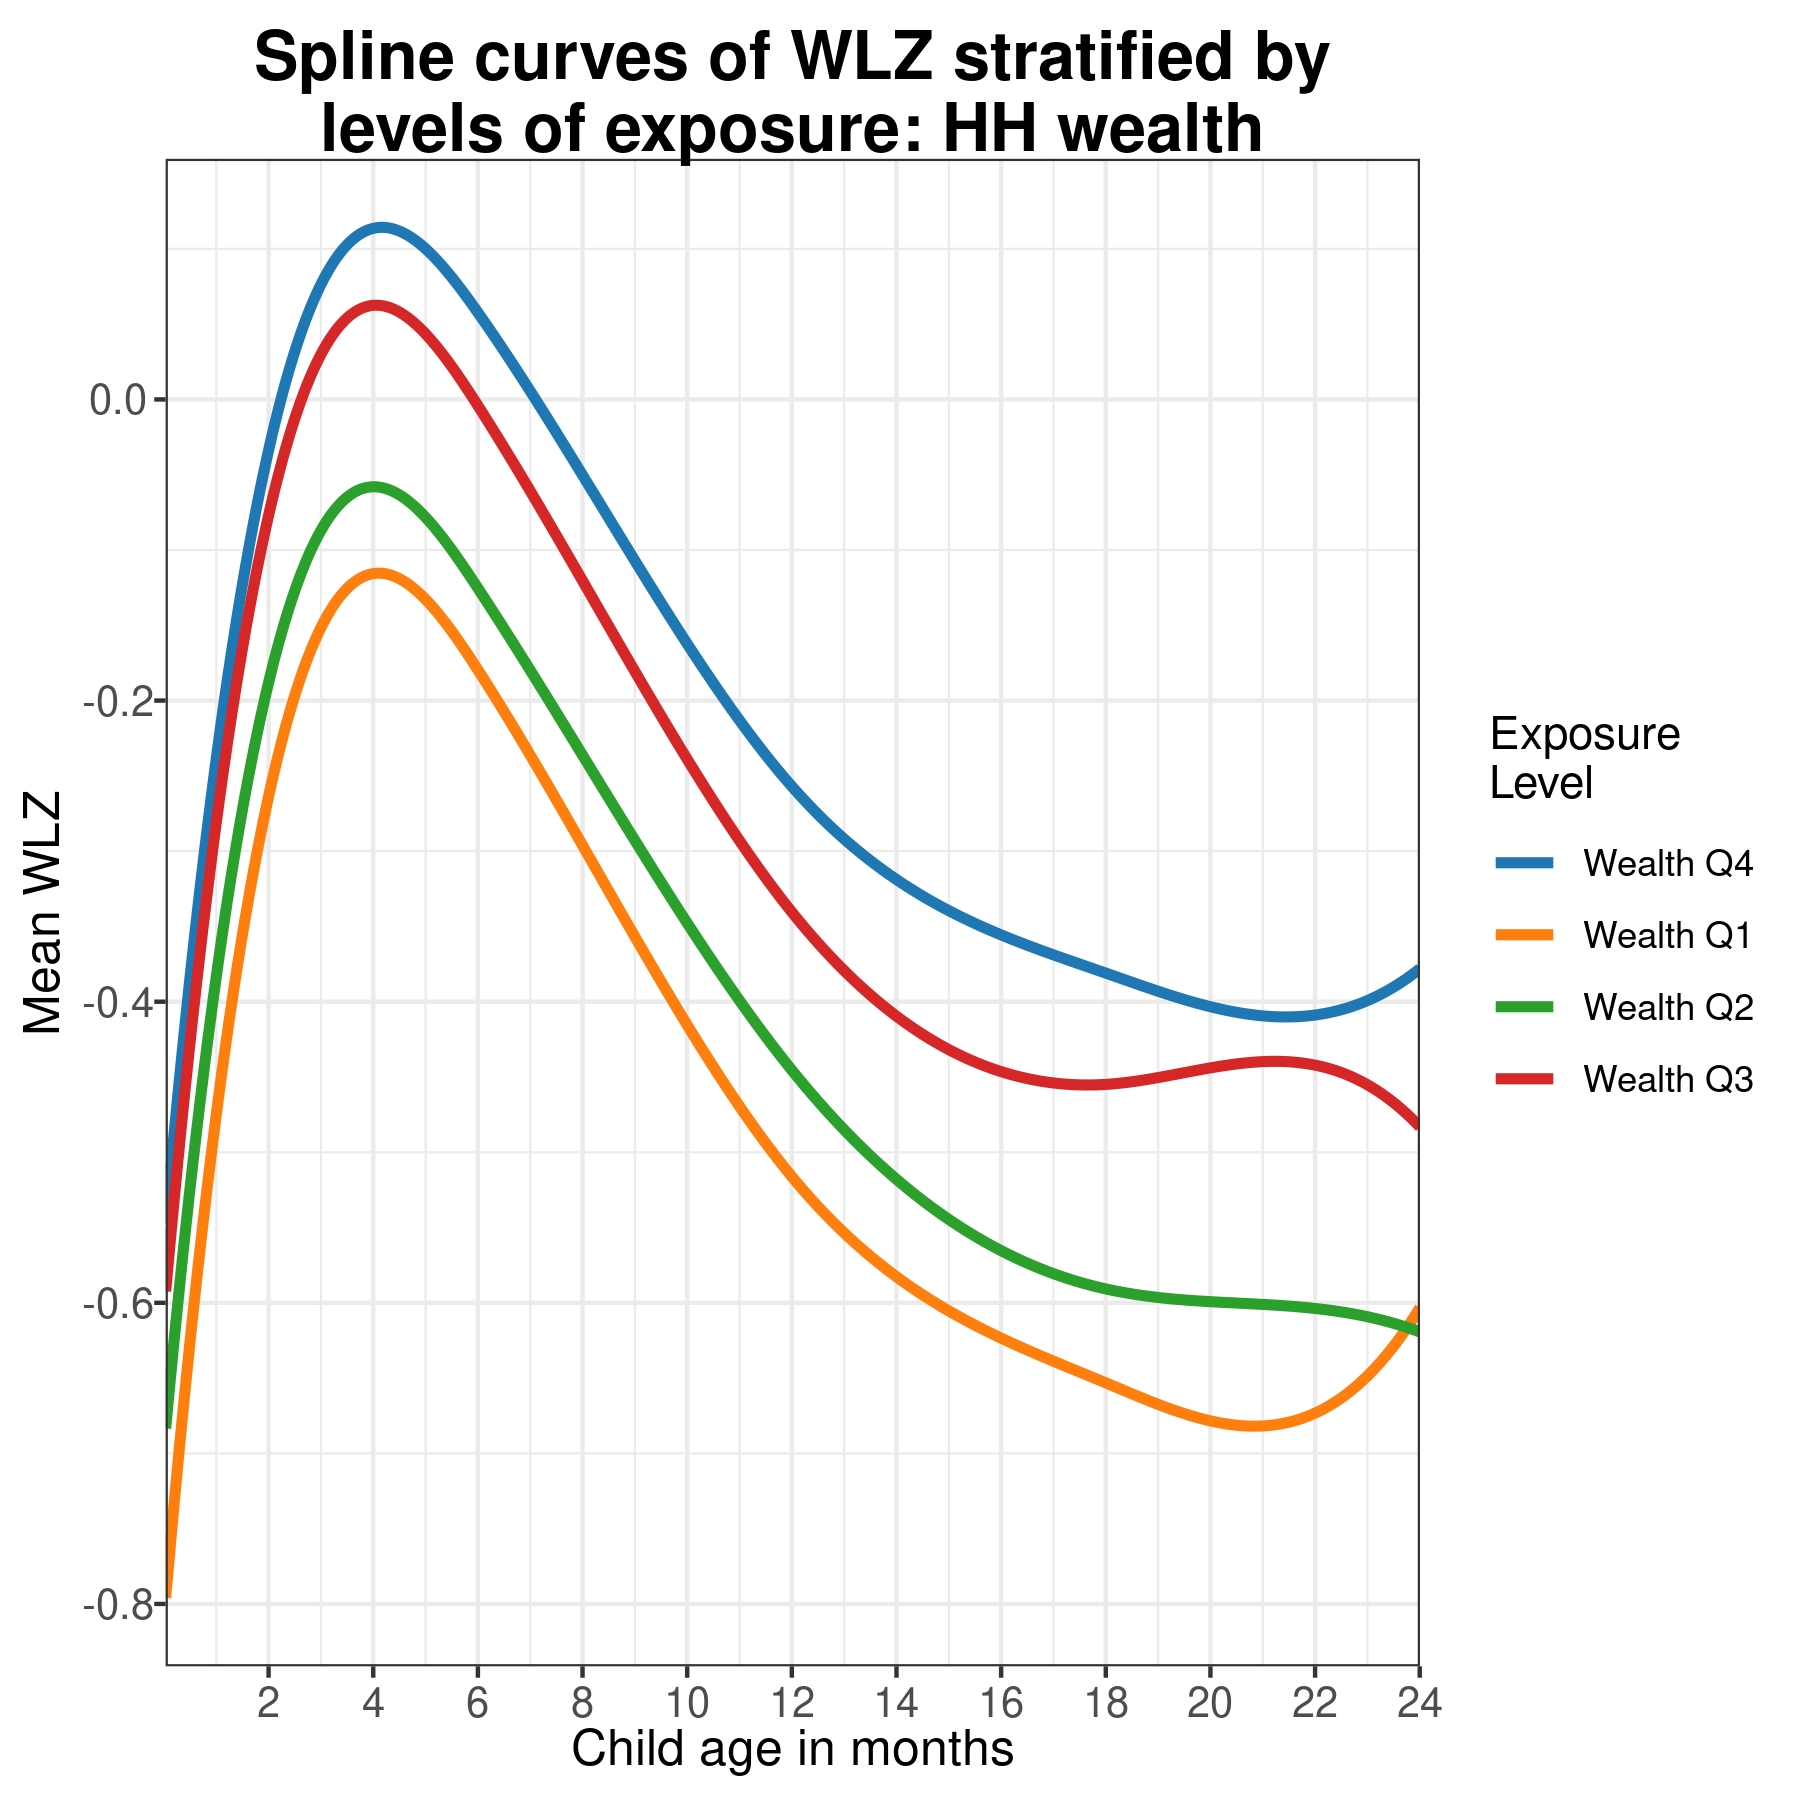 Spline curves of WLZ stratified by
levels of exposure: HH wealth
Mean WLZ
0.0
-0.2
-0.4
-0.6
-0.8
2 4 6 8 10 12 14 16 18 20 22 24
Child age in months
Exposure
Level
Wealth Q4
Wealth Q1
Wealth Q2
Wealth Q3